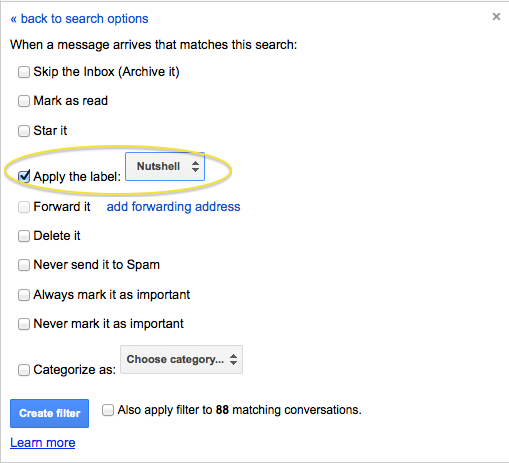 « back to search options
When a message arrives that matches this search:
Skip the Inbox (Archive it)
Mark as read
Star it
Apply the label: Nutshell
Forward it add forwarding address
Delete it
Never send it to Spam
Always mark it as important
Never mark it as important
Categorize as: Choose category...
Create filter Also apply filter to 88 matching conversations.
Learn more